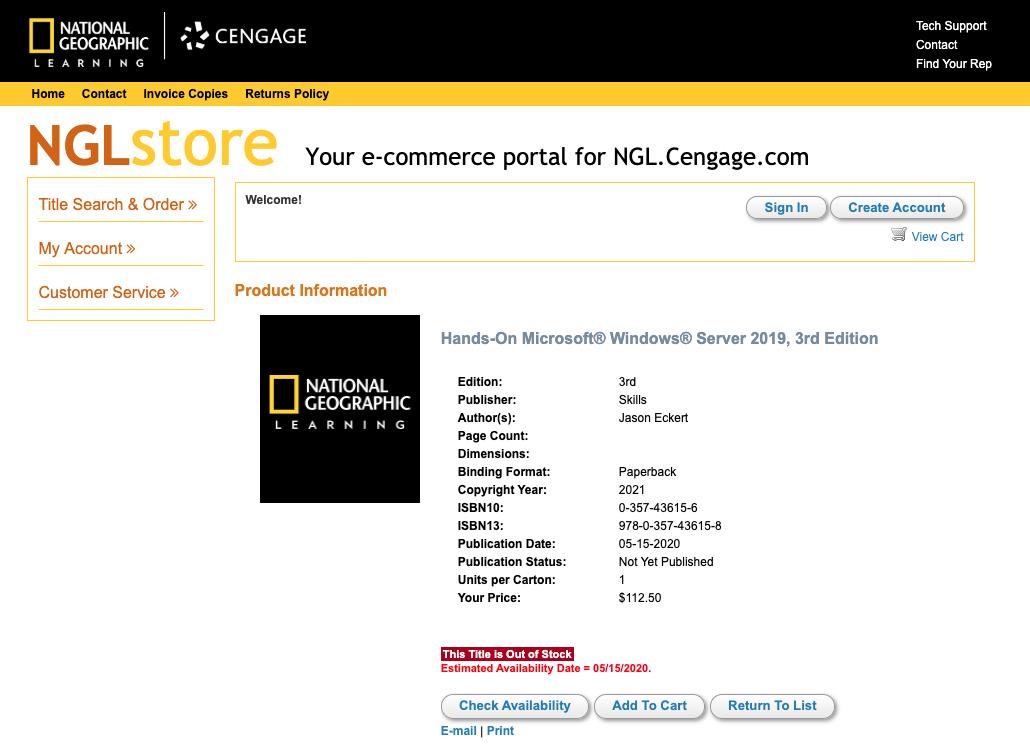 NATIONAL
GEOGRAPHIC
LEARNING
CENGAGE
Tech Support
Contact
Find Your Rep
Home Contact Invoice Copies Returns Policy
NGLstore Your e-commerce portal for NGL.Cengage.com
Title Search & Order »
My Account »
Customer Service »
Welcome!
Sign In Create Account
View Cart
Product Information
NATIONAL
GEOGRAPHIC
LEARNING
Hands-On Microsoft® Windows® Server 2019, 3rd Edition
Edition: 3rd
Publisher: Skills
Author(s): Jason Eckert
Page Count:
Dimensions:
Binding Format: Paperback
Copyright Year: 2021
ISBN10: 0-357-43615-6
ISBN13: 978-0-357-43615-8
Publication Date: 05-15-2020
Publication Status: Not Yet Published
Units per Carton: 1
Your Price: $112.50
This Title is Out of Stock
Estimated Availability Date = 05/15/2020.
Check Availability Add To Cart Return To List
E-mail | Print